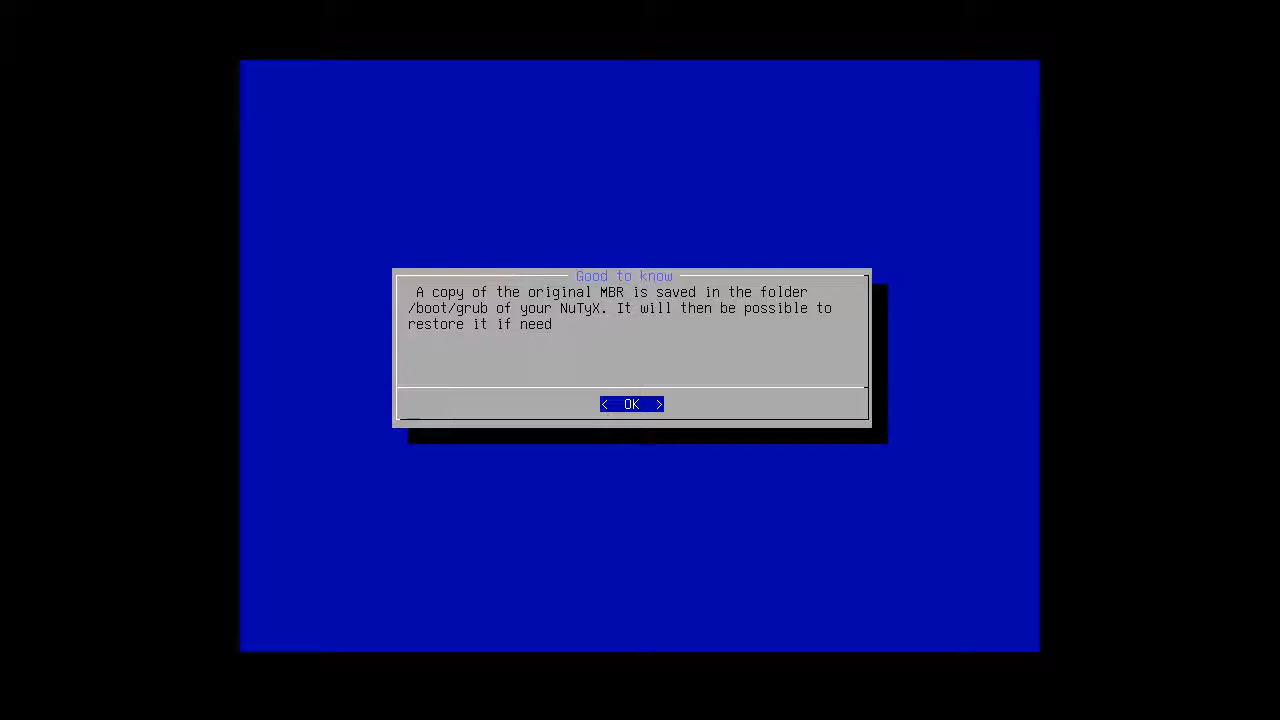 Good to know
A copy of the original MBR is saved in the folder
/boot/grub of your NuTyX. It will then be possible to
restore it if need
< OK >